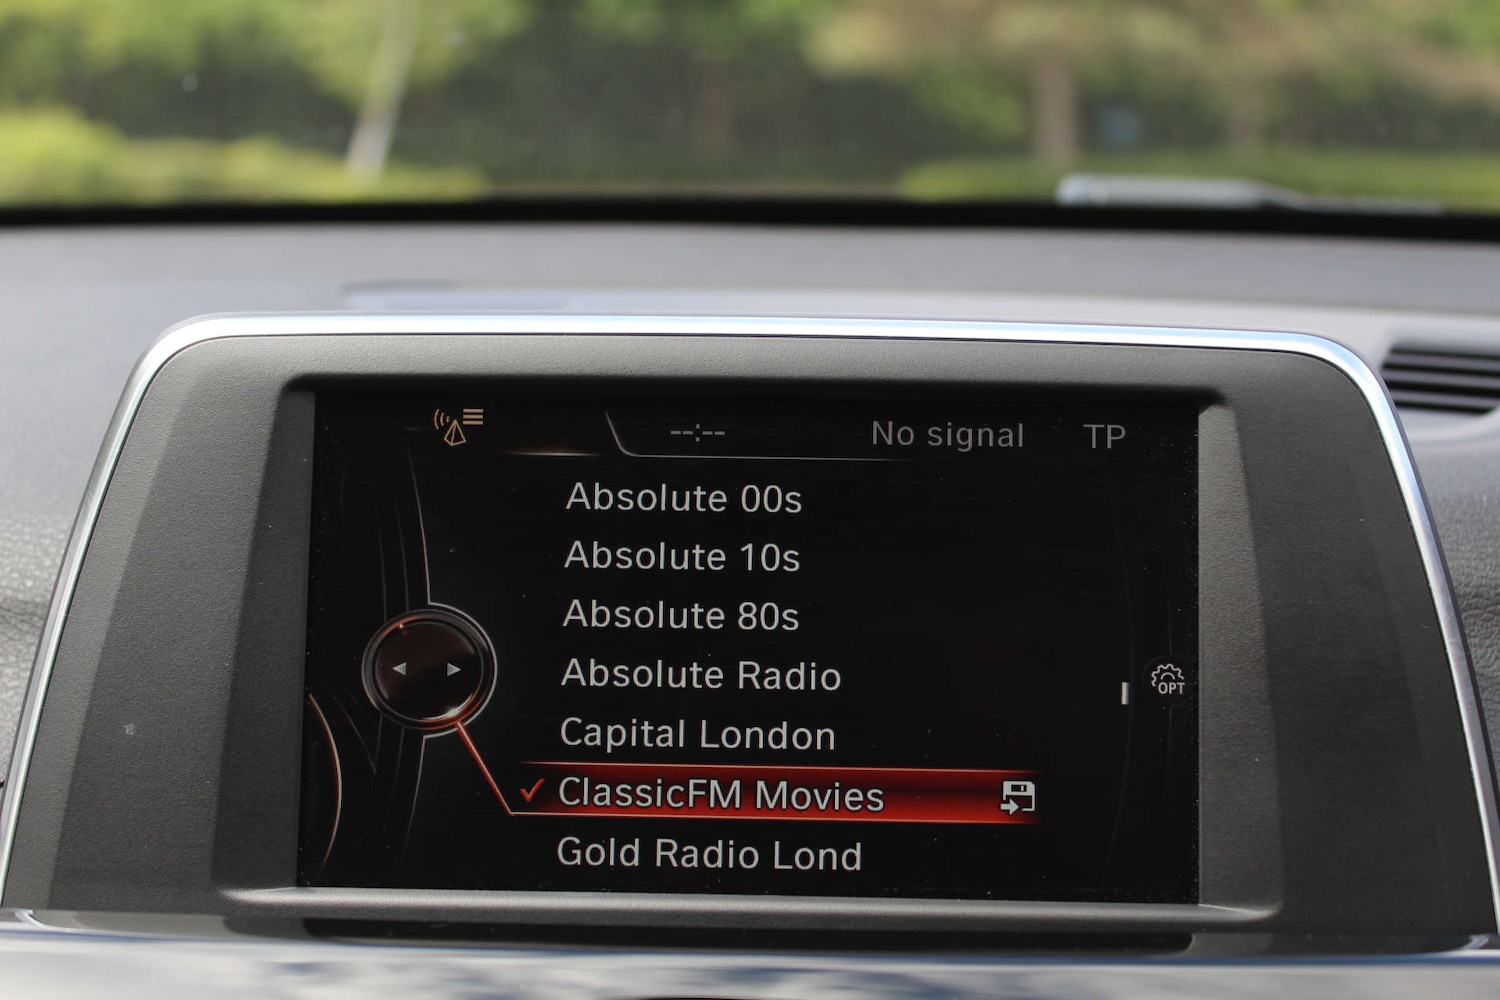 --:-- No signal TP
Absolute 00s
Absolute 10s
Absolute 80s
Absolute Radio
OPT
Capital London
ClassicFM Movies
Gold Radio Lond